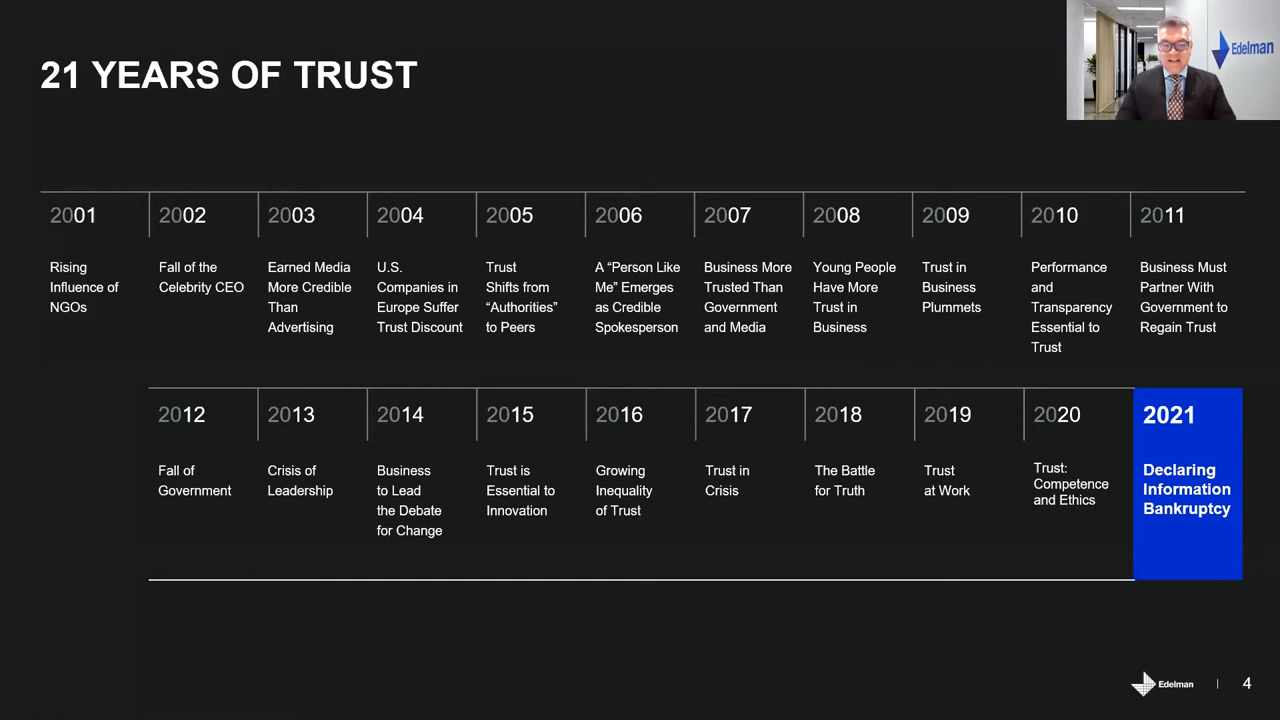 21 YEARS OF TRUST
Edelman
2001
Rising
Influence of
NGOs
2002
Fall of the
Celebrity CEO
2003
Earned Media
More Credible
Than
Advertising
2004
U.S.
Companies in
Europe Suffer
Trust Discount
2005
Trust
Shifts from
“Authorities”
to Peers
2006
A “Person Like
Me” Emerges
as Credible
Spokesperson
2007
Business More
Trusted Than
Government
and Media
2008
Young People
Have More
Trust in
Business
2009
Trust in
Business
Plummets
2010
Performance
and
Transparency
Essential to
Trust
2011
Business Must
Partner With
Government to
Regain Trust
2012
Fall of
Government
2013
Crisis of
Leadership
2014
Business
to Lead
the Debate
for Change
2015
Trust is
Essential to
Innovation
2016
Growing
Inequality
of Trust
2017
Trust in
Crisis
2018
The Battle
for Truth
2019
Trust
at Work
2020
Trust:
Competence
and Ethics
2021
Declaring
Information
Bankruptcy
Edelman | 4